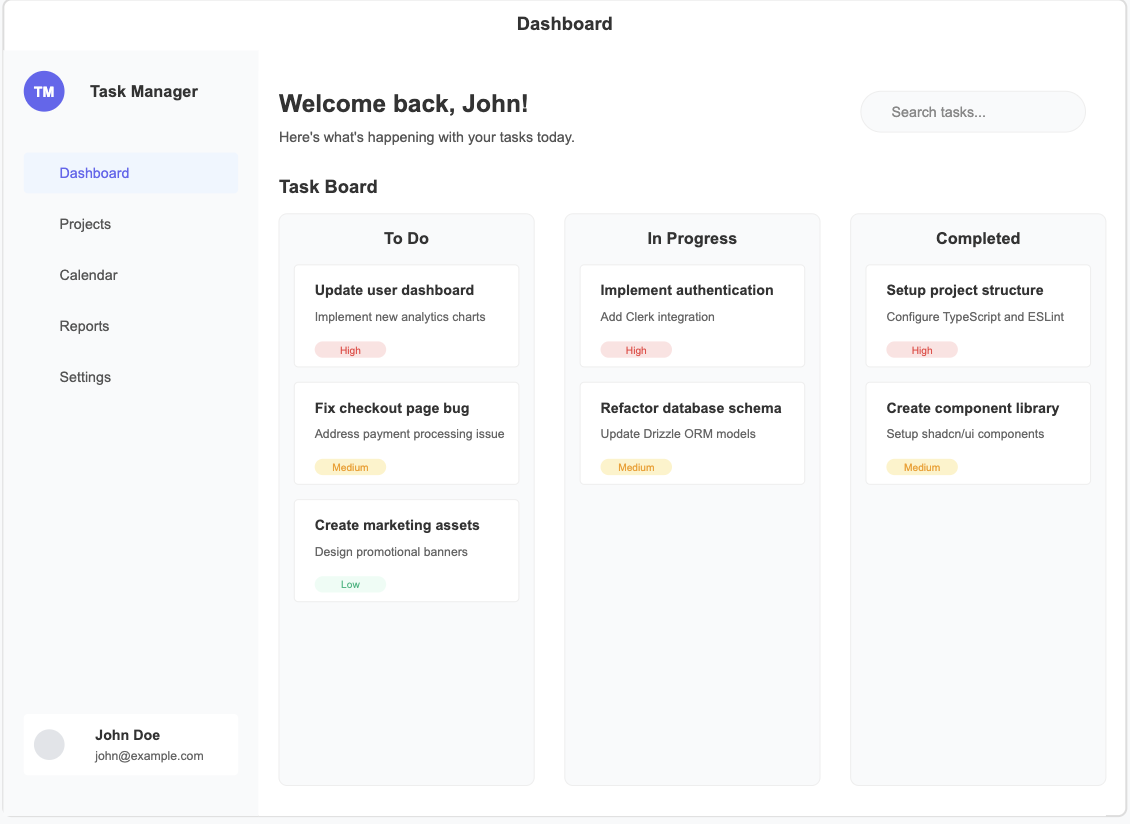 Dashboard
TM
Task Manager
Dashboard
Projects
Calendar
Reports
Settings
John Doe
john@example.com
Welcome back, John!
Here's what's happening with your tasks today.
Search tasks...
Task Board
To Do
Update user dashboard
Implement new analytics charts
High
Fix checkout page bug
Address payment processing issue
Medium
Create marketing assets
Design promotional banners
Low
In Progress
Implement authentication
Add Clerk integration
High
Refactor database schema
Update Drizzle ORM models
Medium
Completed
Setup project structure
Configure TypeScript and ESLint
High
Create component library
Setup shadcn/ui components
Medium